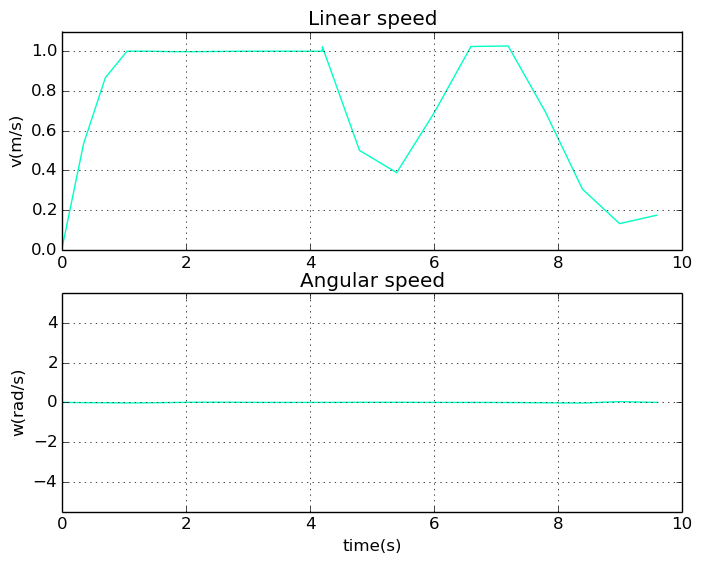 Linear speed
1.0
0.8
0.6
0.4
0.2
0.0
v(m/s)
0 2 4 6 8 10
Angular speed
4
2
0
−2
−4
w(rad/s)
0 2 4 6 8 10
time(s)